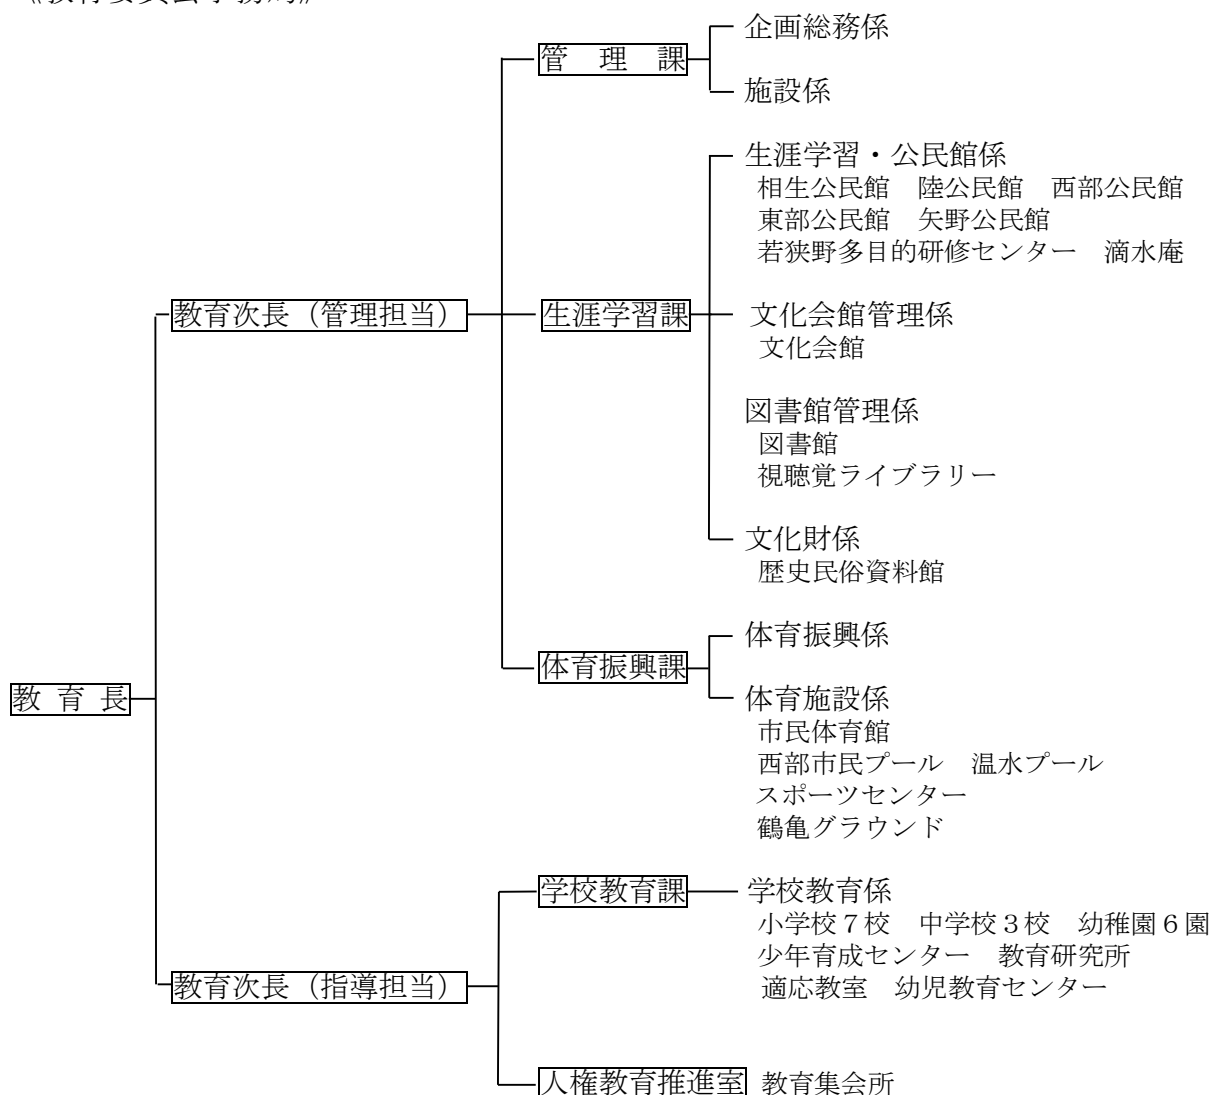 《教育委員会事務局》
企画総務係
管　理　課
施設係
生涯学習・公民館係
相生公民館　陸公民館　西部公民館
東部公民館　矢野公民館
若狭野多目的研修センター　滴水庵
教育次長（管理担当）　生涯学習課　文化会館管理係
文化会館
図書館管理係
図書館
視聴覚ライブラリー
文化財係
歴史民俗資料館
体育振興係
体育振興課
教 育 長　体育施設係
市民体育館
西部市民プール　温水プール
スポーツセンター
鶴亀グラウンド
学校教育課　学校教育係
小学校７校　中学校３校　幼稚園６園
少年育成センター　教育研究所
教育次長（指導担当）　適応教室　幼児教育センター
人権教育推進室　教育集会所